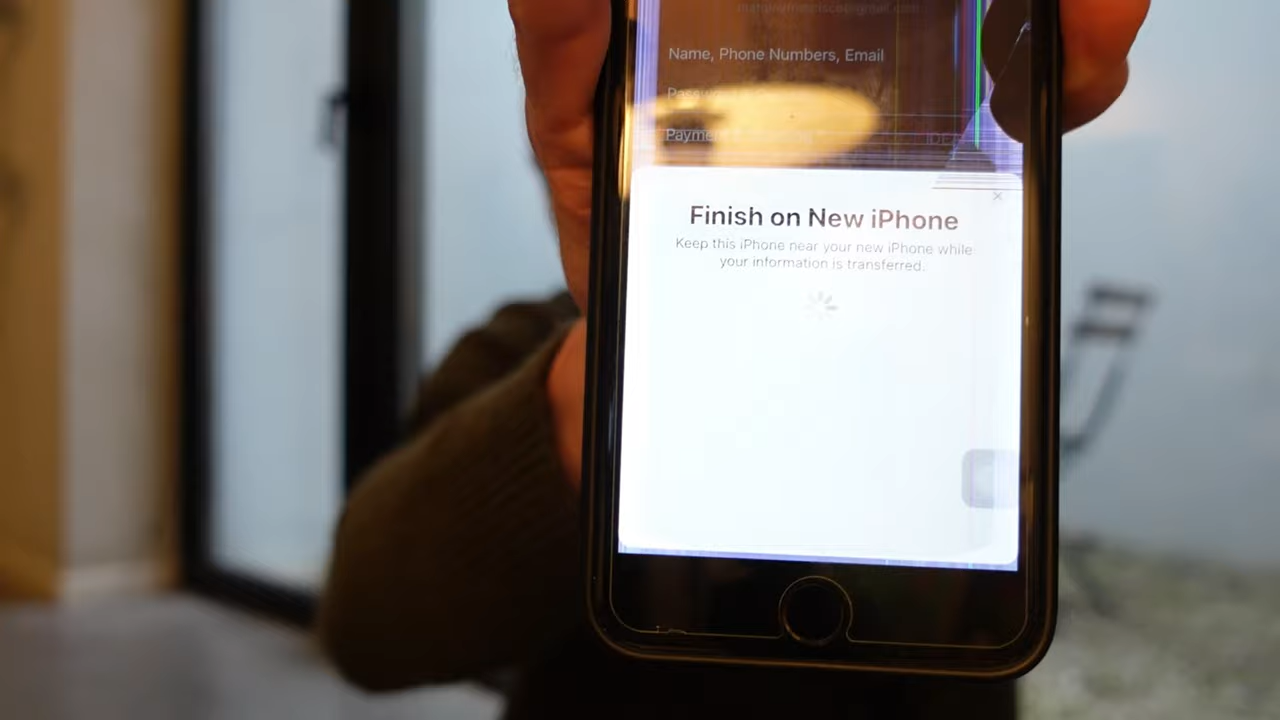 Name, Phone Numbers, Email
Payment
Finish on New iPhone
Keep this iPhone near your new iPhone while
your information is transferred.